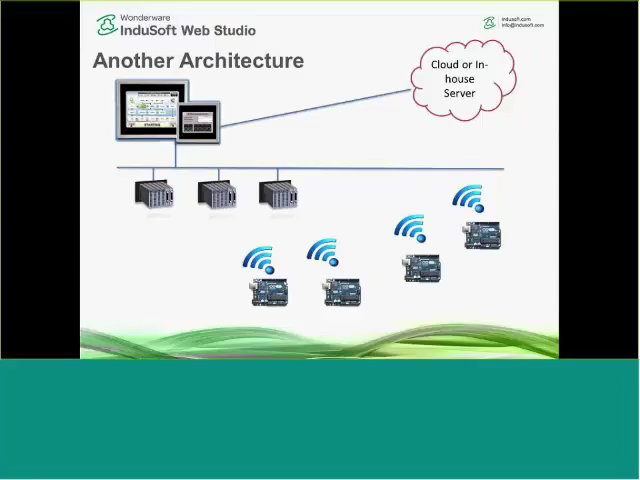 Wonderware
InduSoft Web Studio
indusoft.com
info@indusoft.com
Another Architecture
Cloud or In-
house
Server